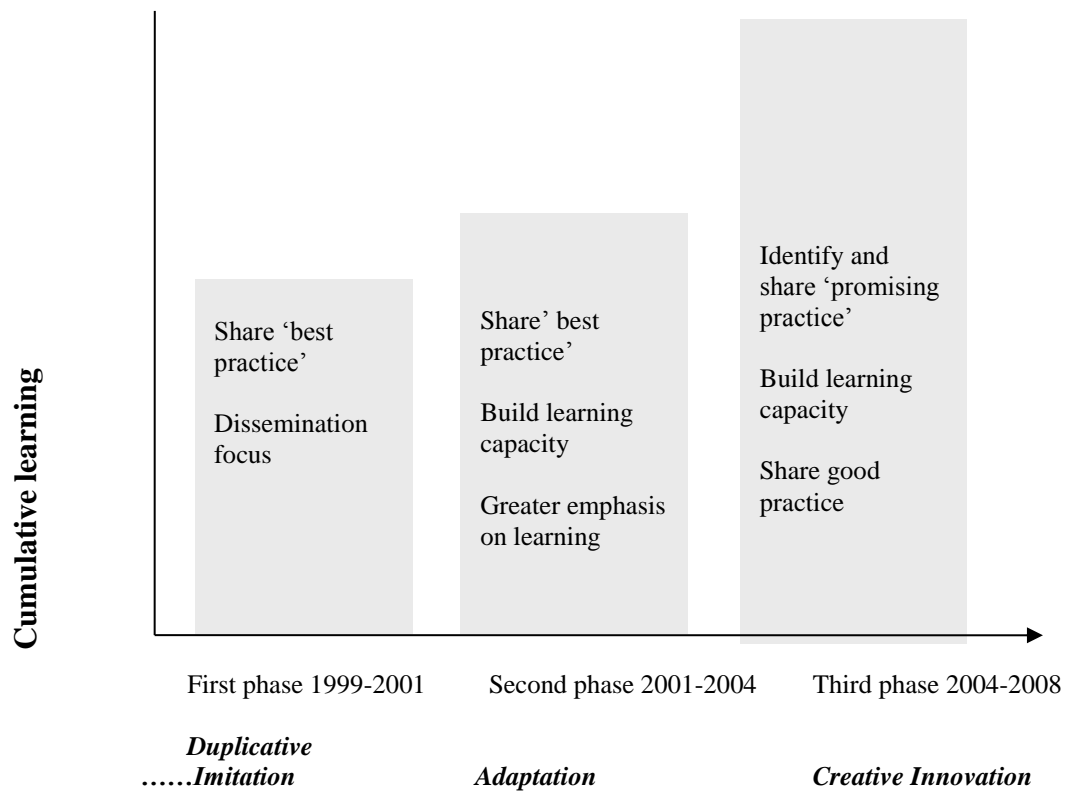 Cumulative learning
Share ‘best
practice’
Dissemination
focus
Share’ best
practice’
Build learning
capacity
Greater emphasis
on learning
Identify and
share ‘promising
practice’
Build learning
capacity
Share good
practice
First phase 1999-2001
Second phase 2001-2004
Third phase 2004-2008
Duplicative
……Imitation
Adaptation
Creative Innovation